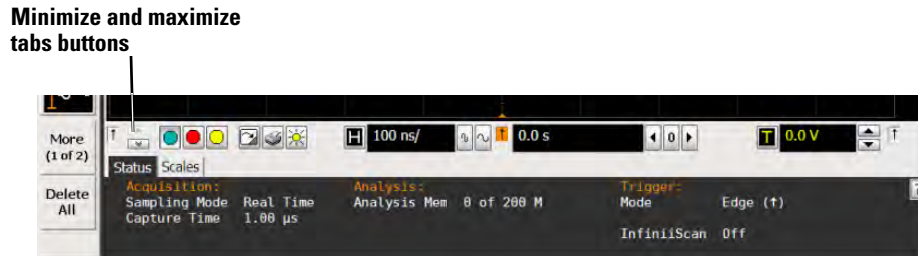 Minimize and maximize
tabs buttons
More
(1 of 2)
H 100 ns/ 0.0 s 0 T 0.0 V
Status Scales
Delete
All
Acquisition: Analysis: Trigger:
Sampling Mode Real Time Analysis Mem 0 of 200 M Mode Edge (↑)
Capture Time 1.00 µs
InfiniiScan Off